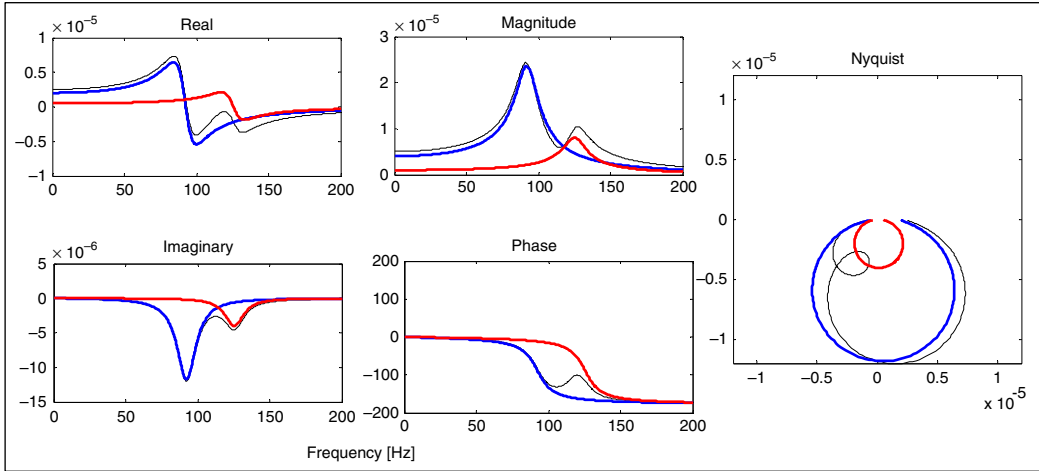 Real
× 10⁻⁵
1
0.5
0
−0.5
−1
0 50 100 150 200
Magnitude
× 10⁻⁵
3
2
1
0
0 50 100 150 200
Imaginary
× 10⁻⁶
5
0
−5
−10
−15
0 50 100 150 200
Phase
200
100
0
−100
−200
0 50 100 150 200
Frequency [Hz]
Nyquist
× 10⁻⁵
1
0.5
0
−0.5
−1
−1 −0.5 0 0.5 1
x 10⁻⁵